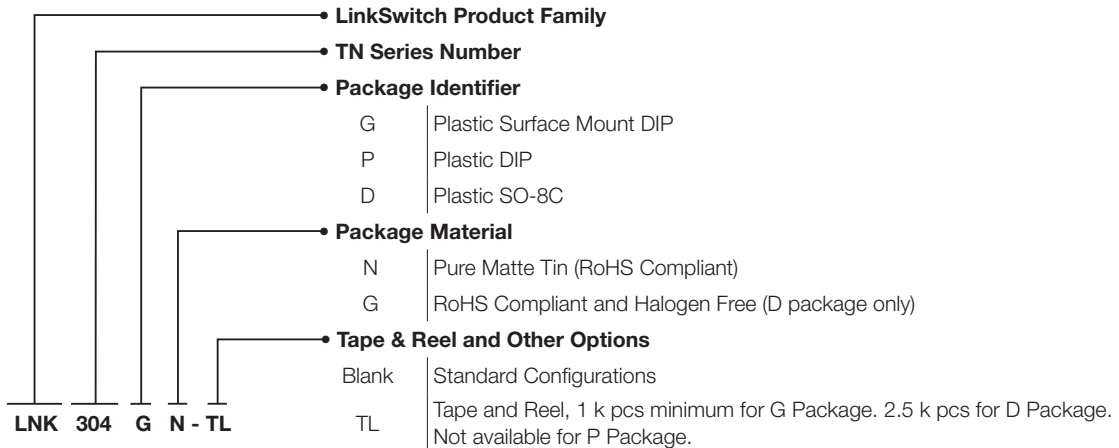 • LinkSwitch Product Family
• TN Series Number
• Package Identifier
G Plastic Surface Mount DIP
P Plastic DIP
D Plastic SO-8C
• Package Material
N Pure Matte Tin (RoHS Compliant)
G RoHS Compliant and Halogen Free (D package only)
• Tape & Reel and Other Options
Blank Standard Configurations
TL Tape and Reel, 1 k pcs minimum for G Package. 2.5 k pcs for D Package.
Not available for P Package.
LNK 304 G N - TL